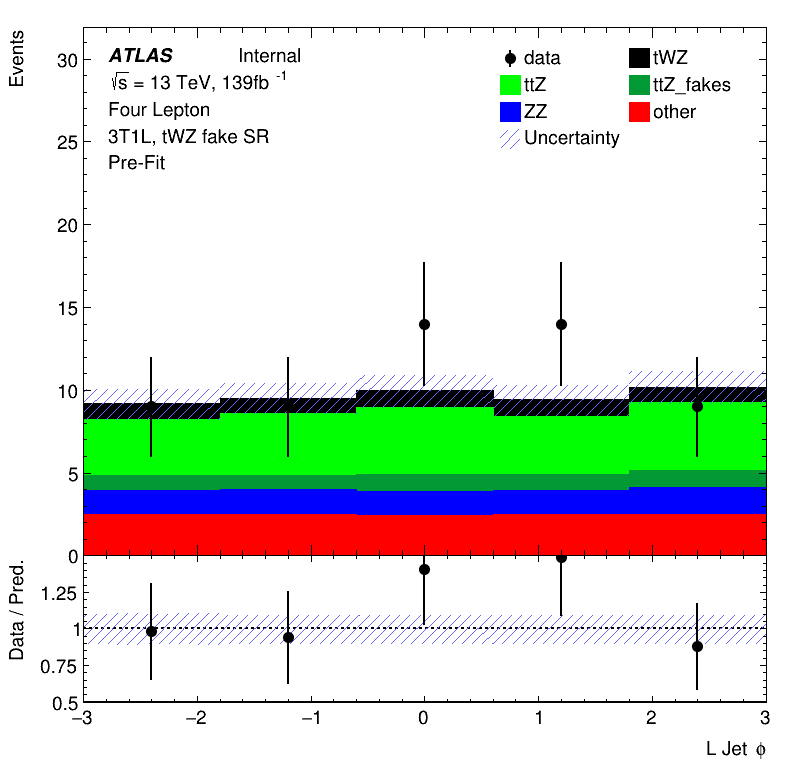 Events
30
25
20
15
10
5
0
ATLAS Internal
√s = 13 TeV, 139fb -1
Four Lepton
3T1L, tWZ fake SR
Pre-Fit
data tWZ
ttZ ttZ_fakes
ZZ other
Uncertainty
Data / Pred.
1.25
1
0.75
0.5
−3 −2 −1 0 1 2 3
L Jet ϕ